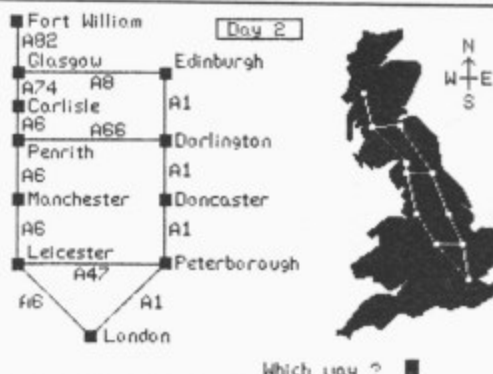 Fort William
Day 2
A82
Glasgow
Edinburgh
A8
N
W E
S
A74
Carlisle
A1
A6
A66
Penrith
Darlington
A6
A1
Manchester
Doncaster
A6
A1
Leicester
Peterborough
A47
A6
A1
London
Which way ?